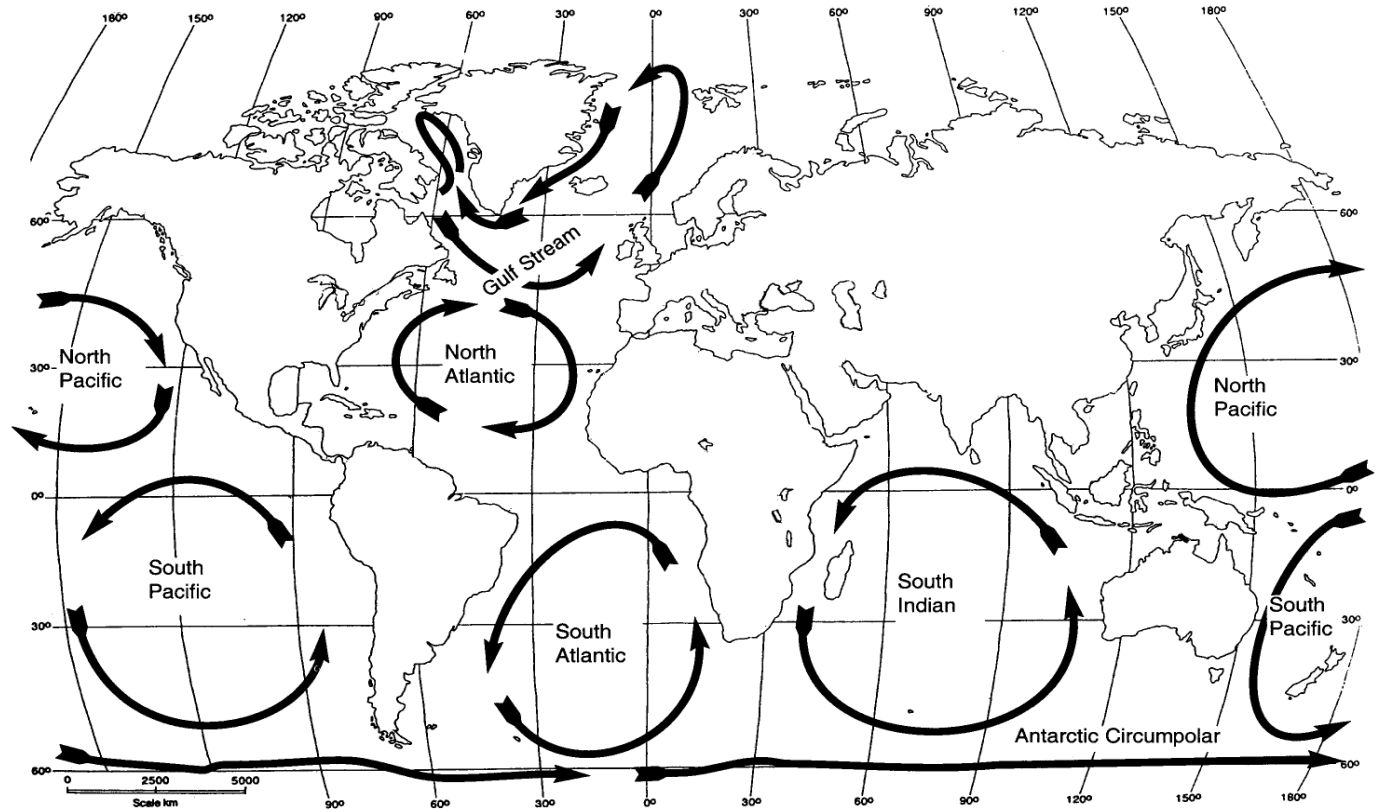 180° 150° 120° 90° 60° 30° 0° 30° 60° 90° 120° 150° 180°
60° 60°
Gulf Stream
North
Pacific
North
Atlantic
North
Pacific
30° 30°
0° 0°
South
Pacific
South
Atlantic
South
Indian
South
Pacific
30° 30°
Antarctic Circumpolar
60° 60°
0 2500 5000
Scale km
90° 60° 30° 0° 30° 60° 90° 120° 150° 180°